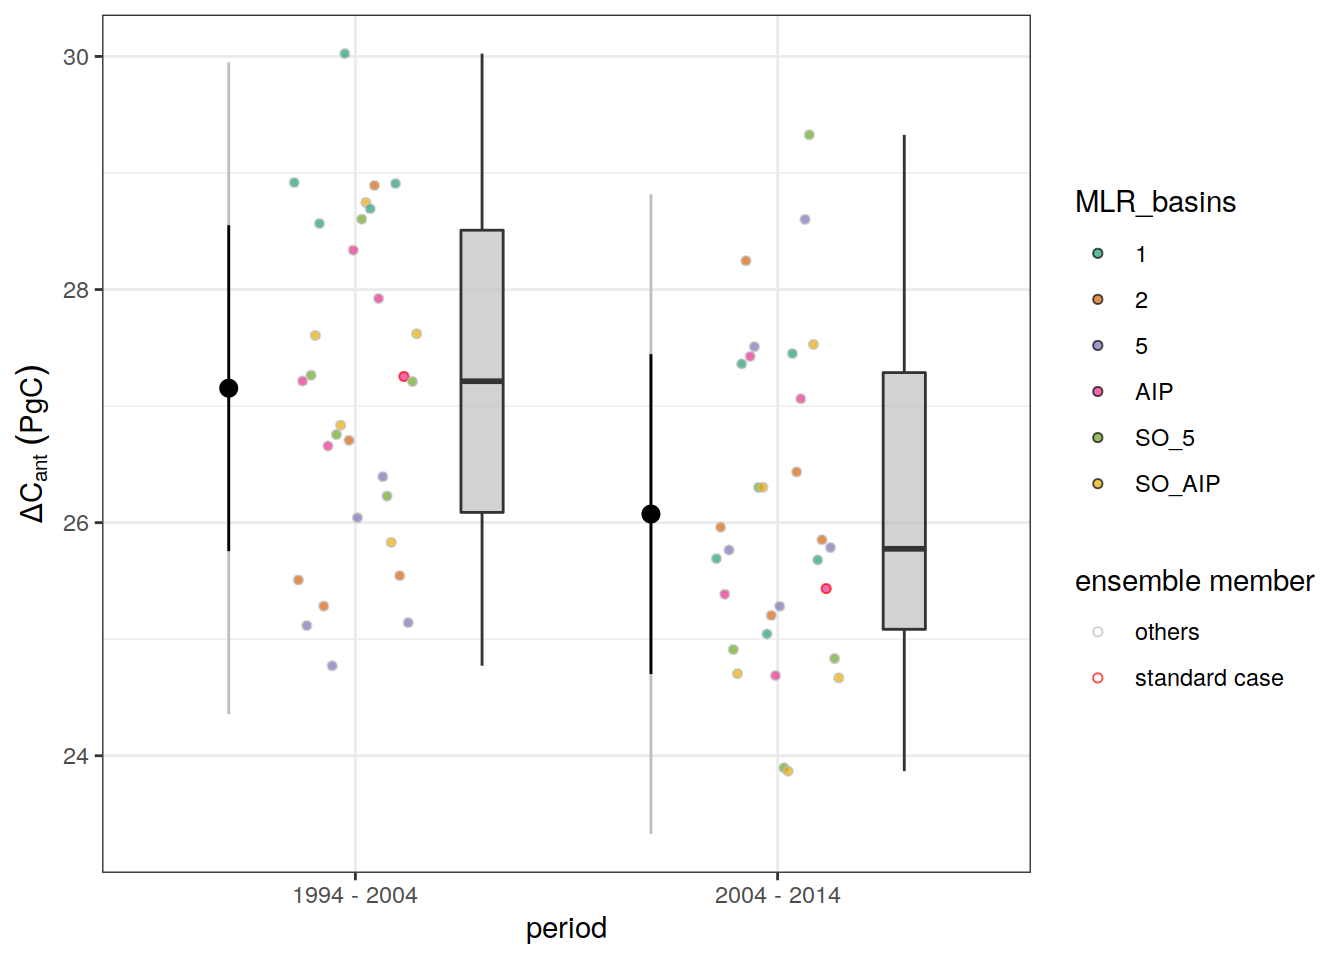 30
28
26
24
ΔCant (PgC)
1994 - 2004
2004 - 2014
period
MLR_basins
1
2
5
AIP
SO_5
SO_AIP
ensemble member
others
standard case